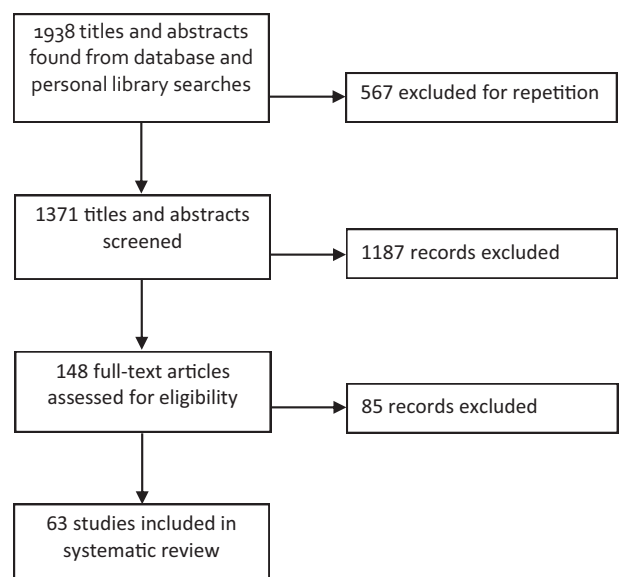 1938 titles and abstracts
found from database and
personal library searches
567 excluded for repetition
1371 titles and abstracts
screened
1187 records excluded
148 full-text articles
assessed for eligibility
85 records excluded
63 studies included in
systematic review